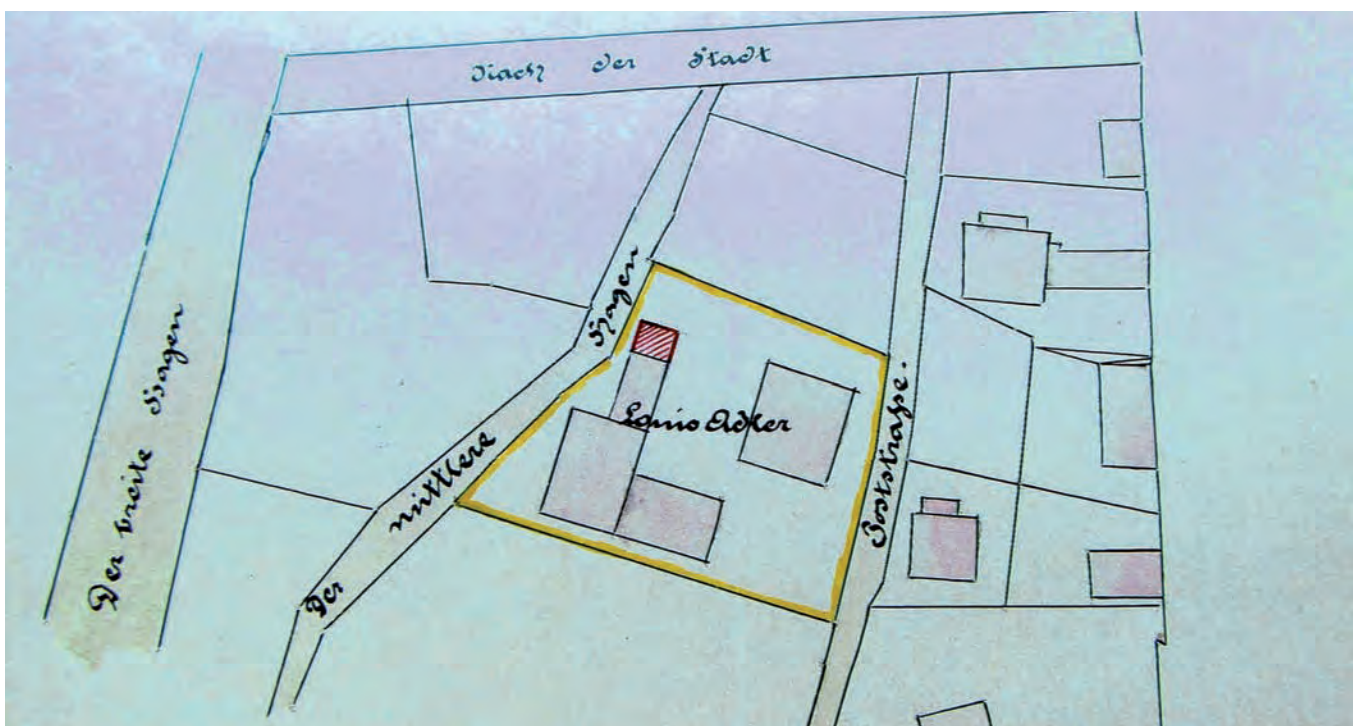 Nach der Stadt
Der breite Hagen
Der mittlere Hagen
Louis Adler
Poststrasse.